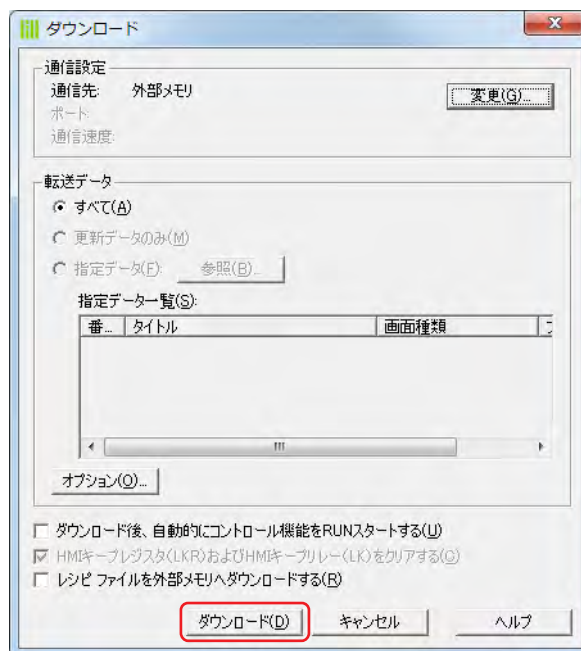 ダウンロード
通信設定
通信先: 外部メモリ
変更(G)...
ポート:
通信速度:
転送データ
すべて(A)
更新データのみ(M)
指定データ(F): 参照(B)...
指定データ一覧(S):
番... タイトル 画面種類
オプション(O)...
ダウンロード後、自動的にコントロール機能をRUNスタートする(U)
HMIキープレジスタ(LKR)およびHMIキープリレー(LK)をクリアする(C)
レシピ ファイルを外部メモリへダウンロードする(R)
ダウンロード(D) キャンセル ヘルプ